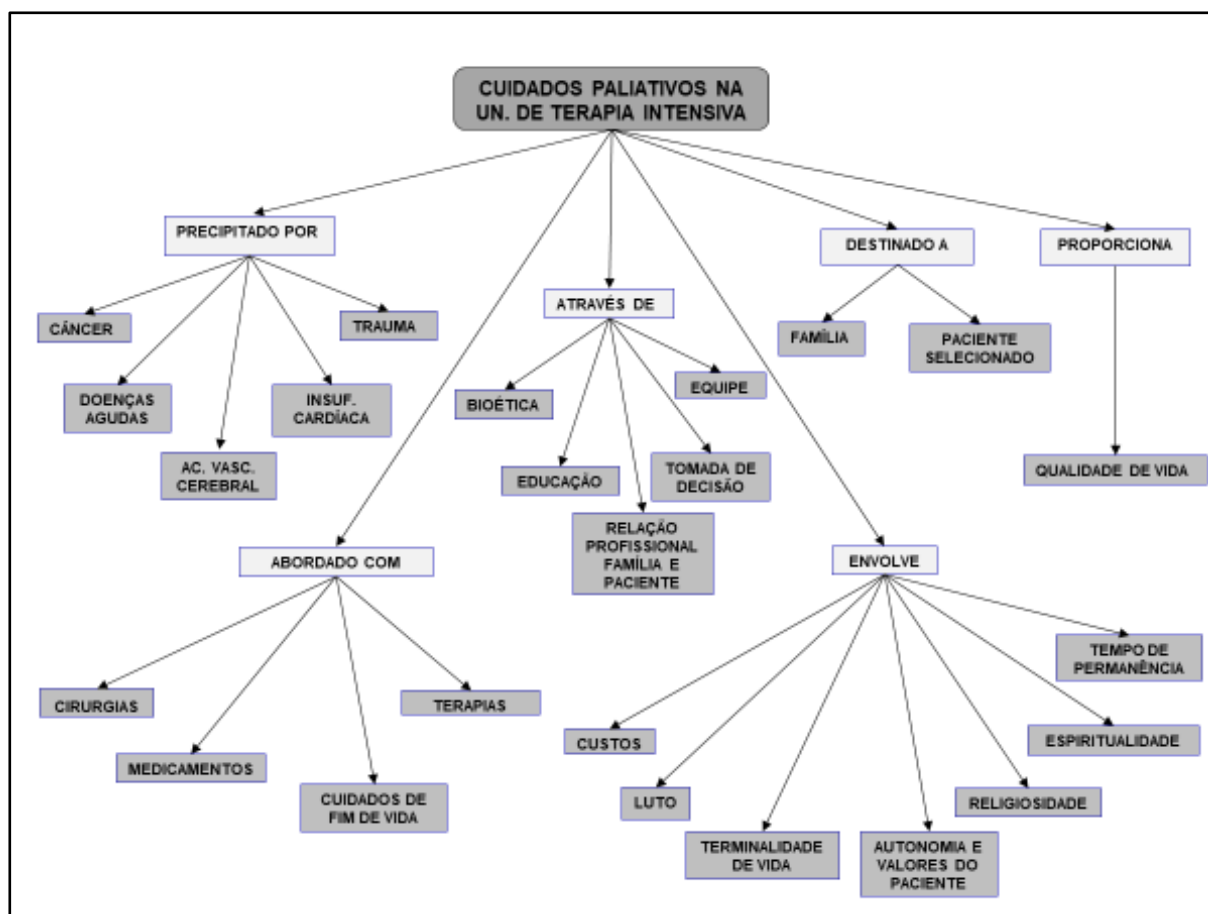 CUIDADOS PALIATIVOS NA
UN. DE TERAPIA INTENSIVA
PRECIPITADO POR
CÂNCER
DOENÇAS
AGUDAS
AC. VASC.
CEREBRAL
INSUF.
CARDÍACA
TRAUMA
ABORDADO COM
CIRURGIAS
MEDICAMENTOS
CUIDADOS DE
FIM DE VIDA
TERAPIAS
ATRAVÉS DE
BIOÉTICA
EDUCAÇÃO
RELAÇÃO
PROFISSIONAL
FAMÍLIA E
PACIENTE
TOMADA DE
DECISÃO
EQUIPE
ENVOLVE
CUSTOS
LUTO
TERMINALIDADE
DE VIDA
AUTONOMIA E
VALORES DO
PACIENTE
RELIGIOSIDADE
ESPIRITUALIDADE
TEMPO DE
PERMANÊNCIA
DESTINADO A
FAMÍLIA
PACIENTE
SELECIONADO
PROPORCIONA
QUALIDADE DE VIDA